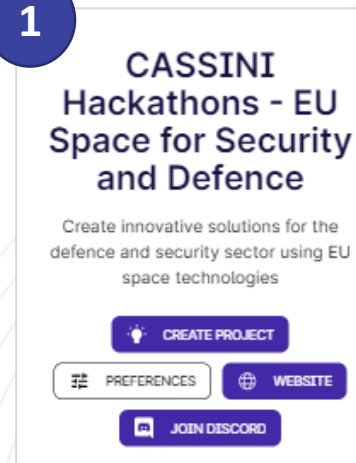 1
CASSINI
Hackathons - EU
Space for Security
and Defence
Create innovative solutions for the
defence and security sector using EU
space technologies
CREATE PROJECT
PREFERENCES WEBSITE
JOIN DISCORD